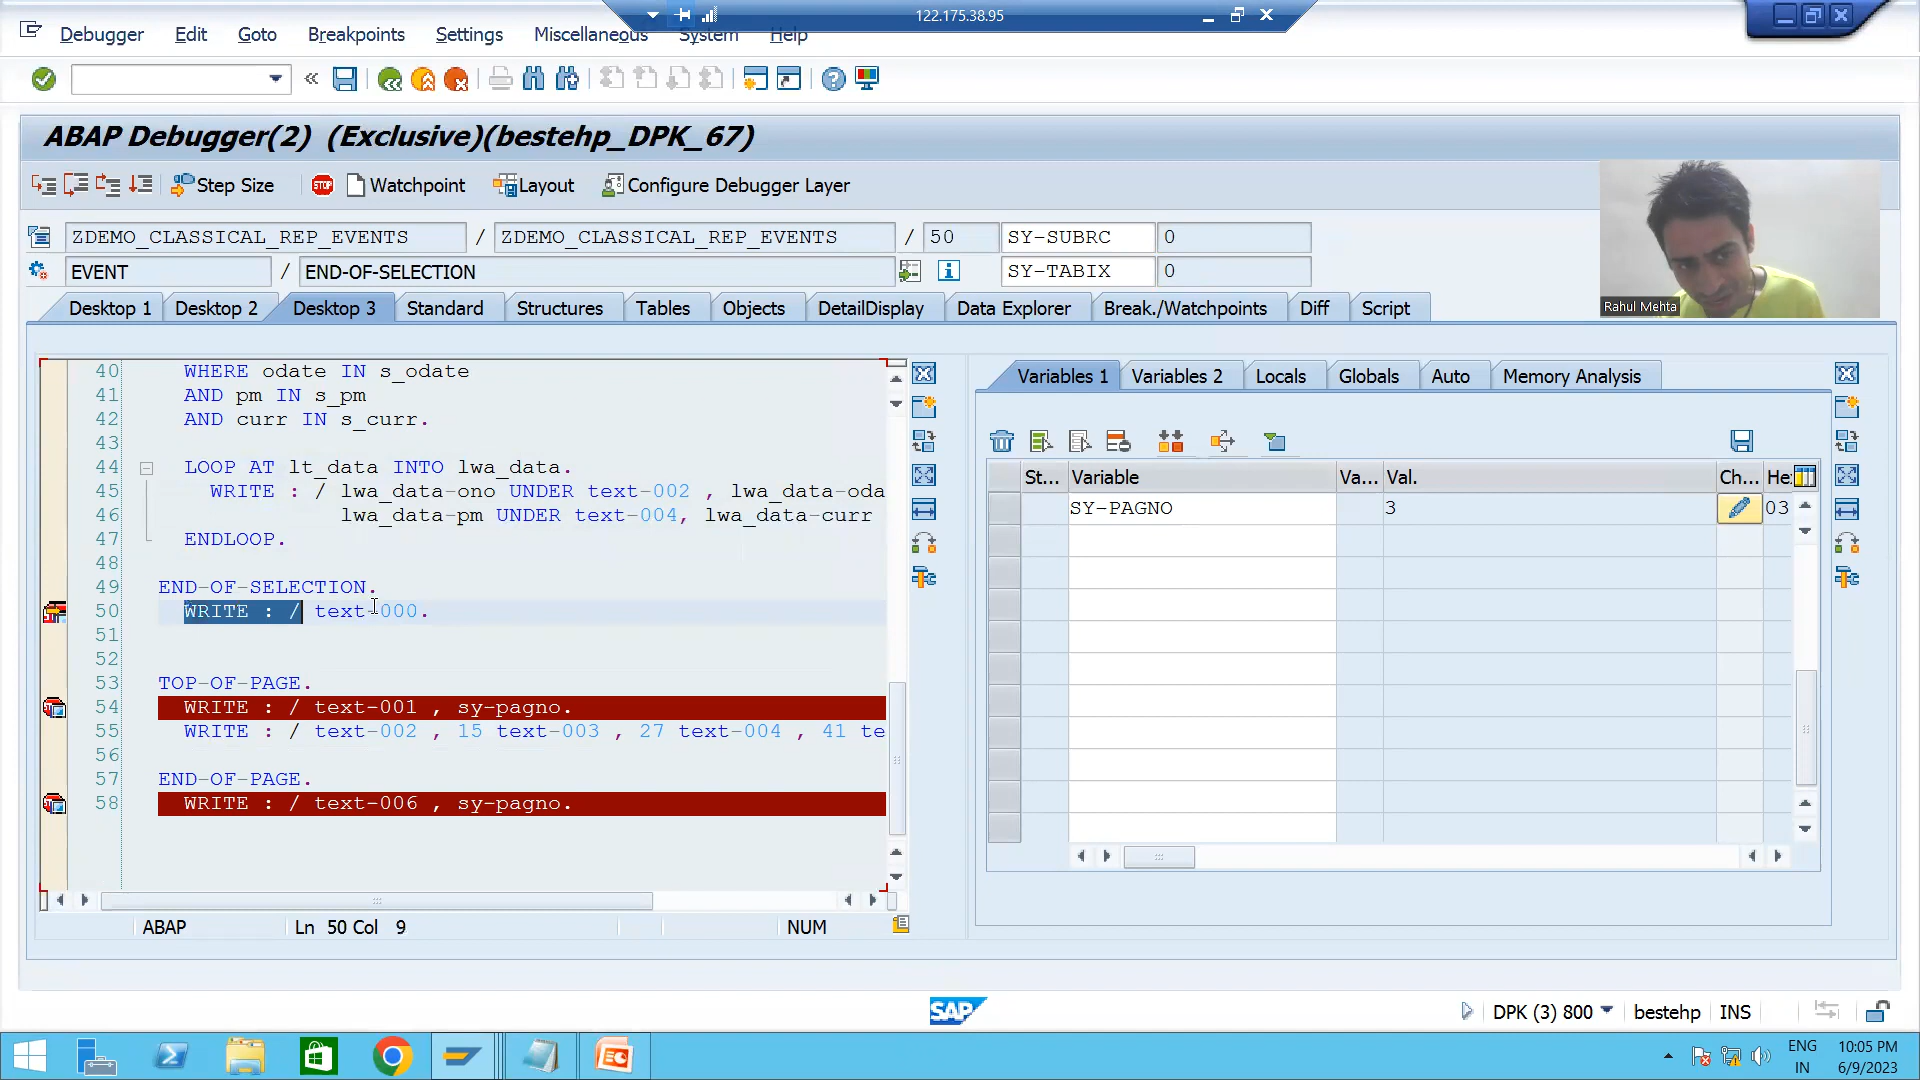 122.175.38.95
Debugger Edit Goto Breakpoints Settings Miscellaneous System Help
ABAP Debugger(2) (Exclusive)(bestehp_DPK_67)
Step Size STOP Watchpoint Layout Configure Debugger Layer
ZDEMO_CLASSICAL_REP_EVENTS / ZDEMO_CLASSICAL_REP_EVENTS / 50 SY-SUBRC 0
EVENT / END-OF-SELECTION SY-TABIX 0
Rahul Mehta
Desktop 1 Desktop 2 Desktop 3 Standard Structures Tables Objects DetailDisplay Data Explorer Break./Watchpoints Diff Script
Variables 1 Variables 2 Locals Globals Auto Memory Analysis
St... Variable Va... Val. Ch... He
SY-PAGNO 3 03
40 WHERE odate IN s_odate
41 AND pm IN s_pm
42 AND curr IN s_curr.
43
44 LOOP AT lt_data INTO lwa_data.
45 WRITE : / lwa_data-ono UNDER text-002 , lwa_data-oda
46 lwa_data-pm UNDER text-004, lwa_data-curr
47 ENDLOOP.
48
49 END-OF-SELECTION.
50 WRITE : / text-000.
51
52
53 TOP-OF-PAGE.
54 WRITE : / text-001 , sy-pagno.
55 WRITE : / text-002 , 15 text-003 , 27 text-004 , 41 te
56
57 END-OF-PAGE.
58 WRITE : / text-006 , sy-pagno.
ABAP Ln 50 Col 9 NUM
SAP DPK (3) 800 bestehp INS
ENG 10:05 PM
IN 6/9/2023